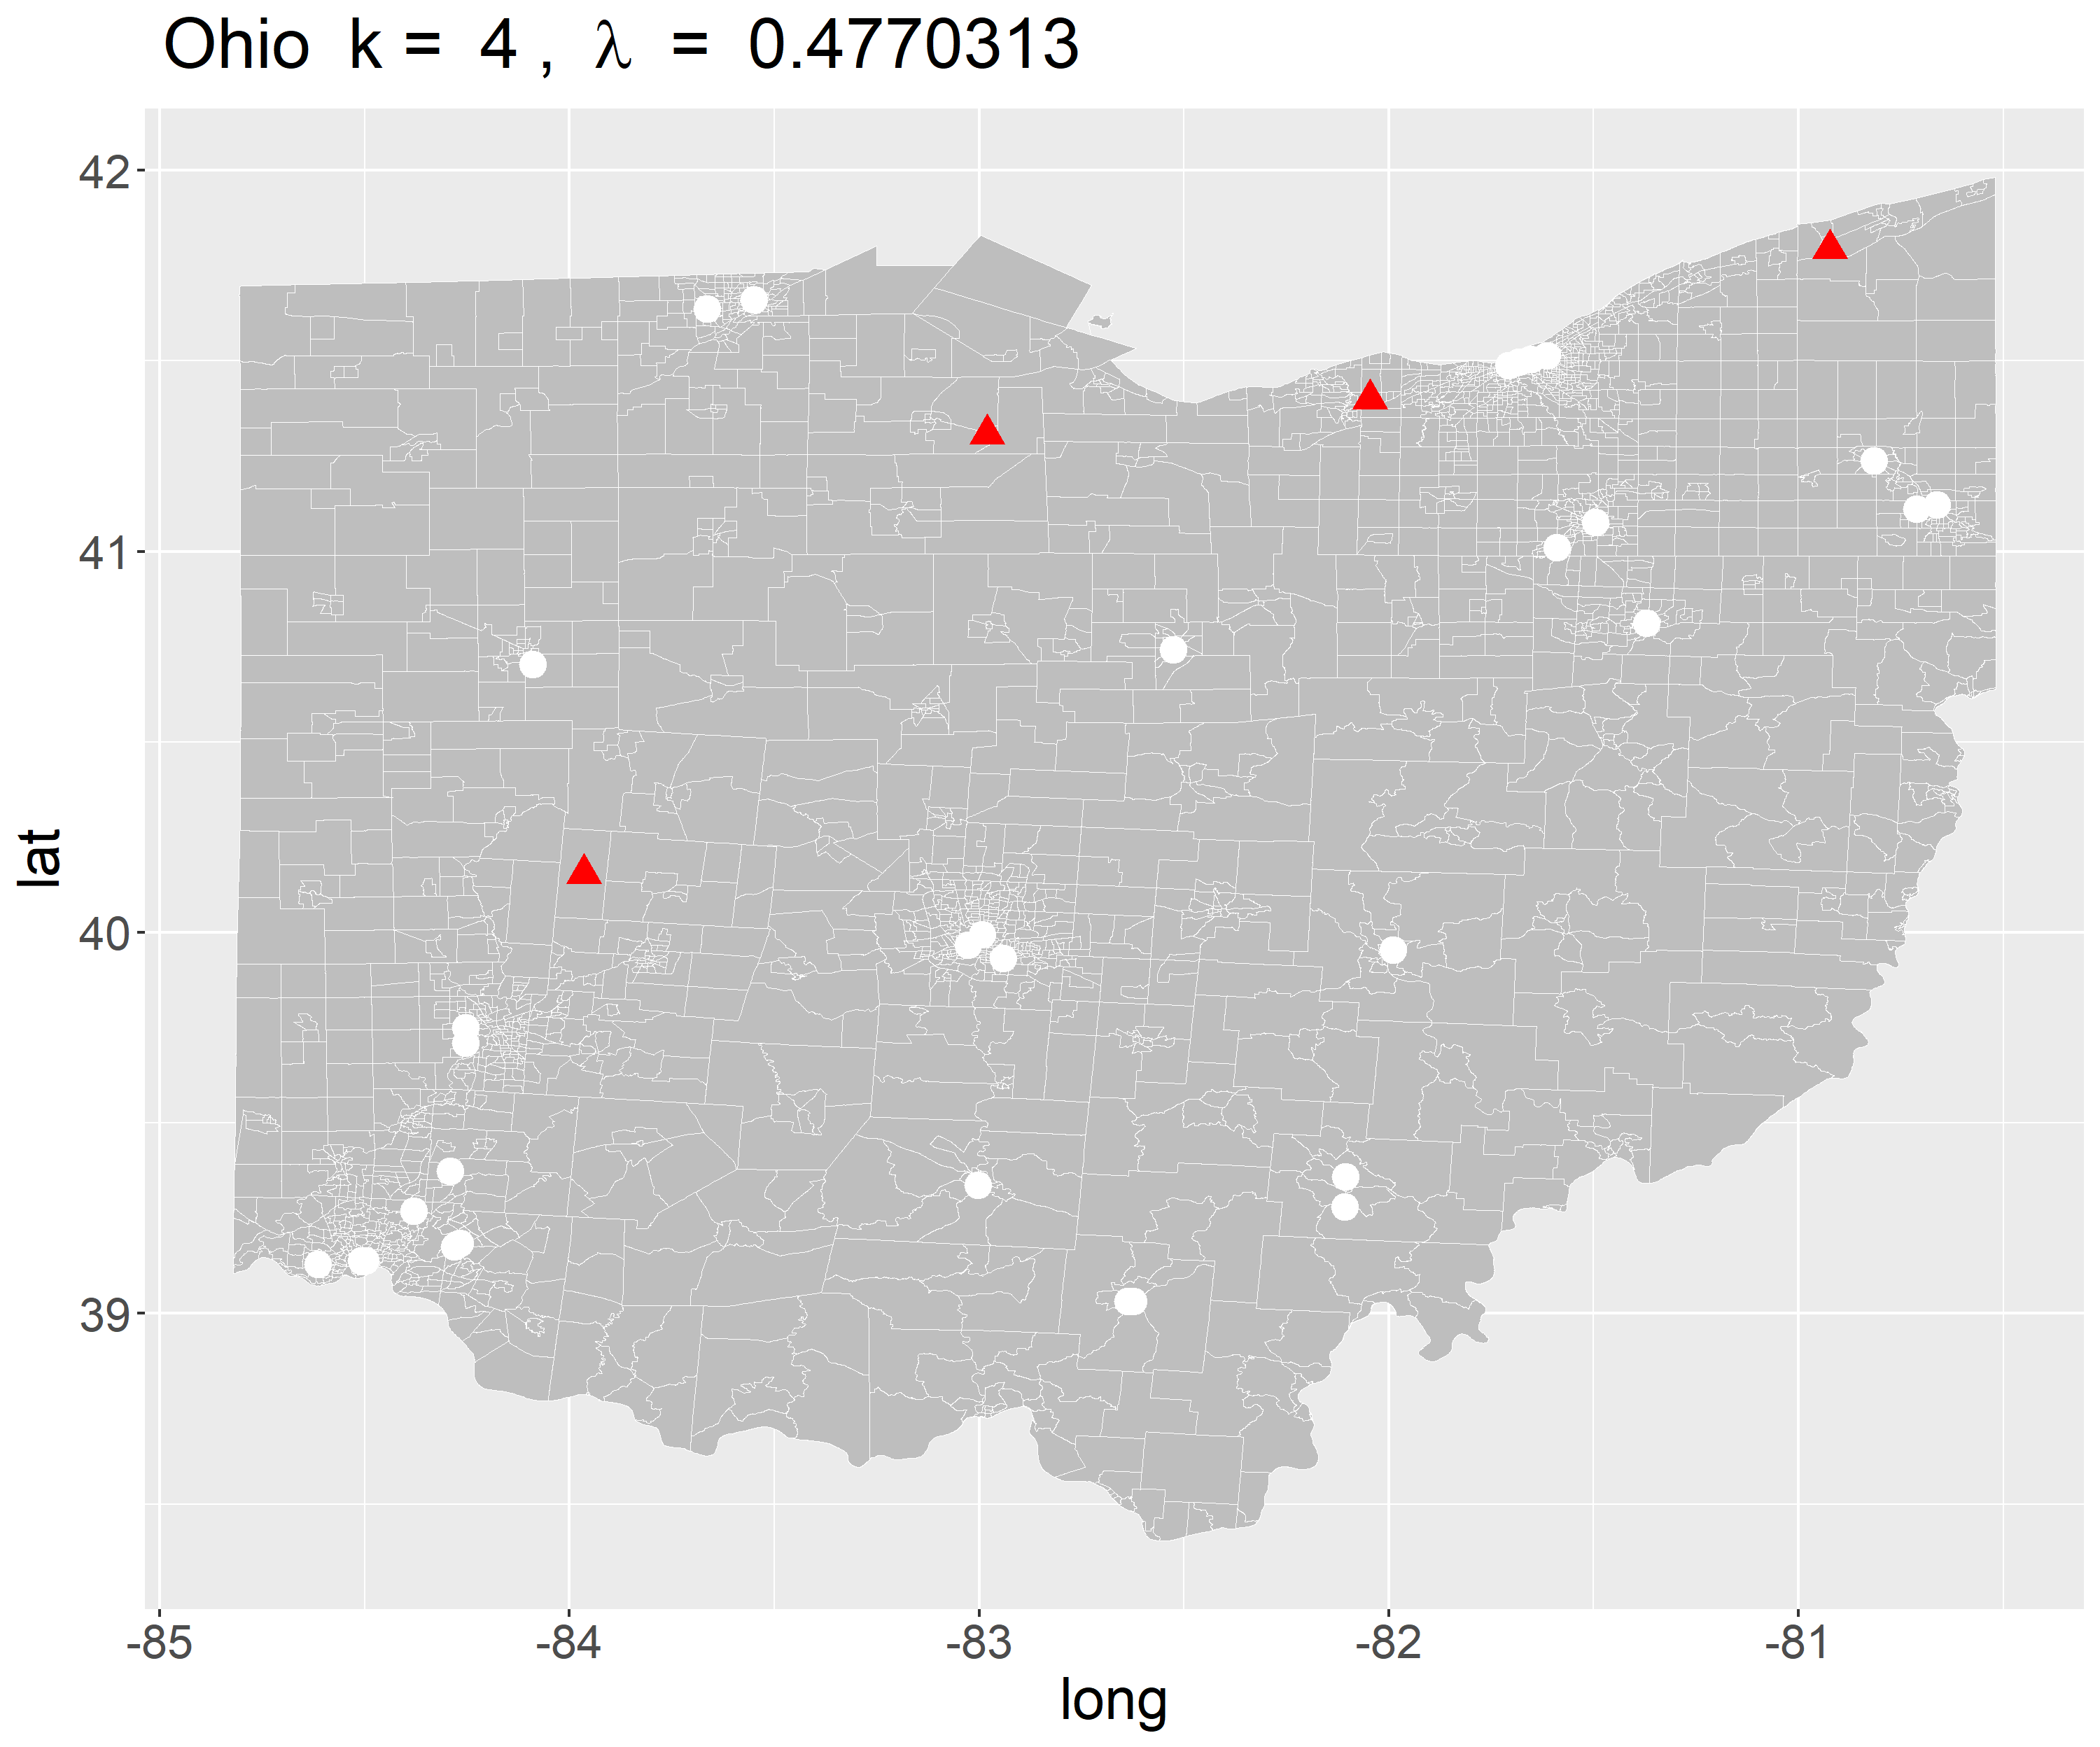 Ohio k = 4 , λ = 0.4770313
42
41
40
39
lat
-85 -84 -83 -82 -81
long